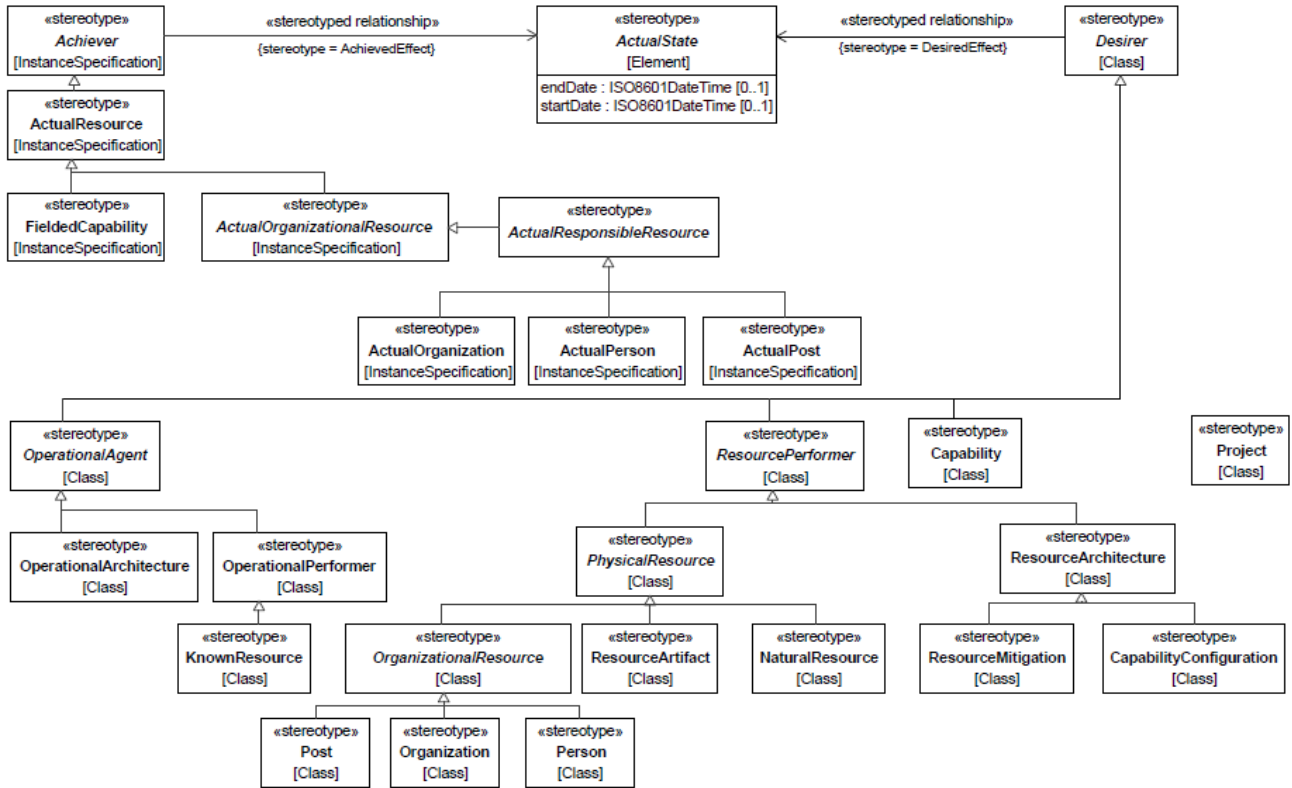 «stereotype»
Achiever
[InstanceSpecification]
«stereotyped relationship»
{stereotype = AchievedEffect}
«stereotype»
ActualState
[Element]
endDate : ISO8601DateTime [0..1]
startDate : ISO8601DateTime [0..1]
«stereotyped relationship»
{stereotype = DesiredEffect}
«stereotype»
Desirer
[Class]
«stereotype»
ActualResource
[InstanceSpecification]
«stereotype»
FieldedCapability
[InstanceSpecification]
«stereotype»
ActualOrganizationalResource
[InstanceSpecification]
«stereotype»
ActualResponsibleResource
«stereotype»
ActualOrganization
[InstanceSpecification]
«stereotype»
ActualPerson
[InstanceSpecification]
«stereotype»
ActualPost
[InstanceSpecification]
«stereotype»
OperationalAgent
[Class]
«stereotype»
ResourcePerformer
[Class]
«stereotype»
Capability
[Class]
«stereotype»
Project
[Class]
«stereotype»
OperationalArchitecture
[Class]
«stereotype»
OperationalPerformer
[Class]
«stereotype»
PhysicalResource
[Class]
«stereotype»
ResourceArchitecture
[Class]
«stereotype»
KnownResource
[Class]
«stereotype»
OrganizationalResource
[Class]
«stereotype»
ResourceArtifact
[Class]
«stereotype»
NaturalResource
[Class]
«stereotype»
ResourceMitigation
[Class]
«stereotype»
CapabilityConfiguration
[Class]
«stereotype»
Post
[Class]
«stereotype»
Organization
[Class]
«stereotype»
Person
[Class]